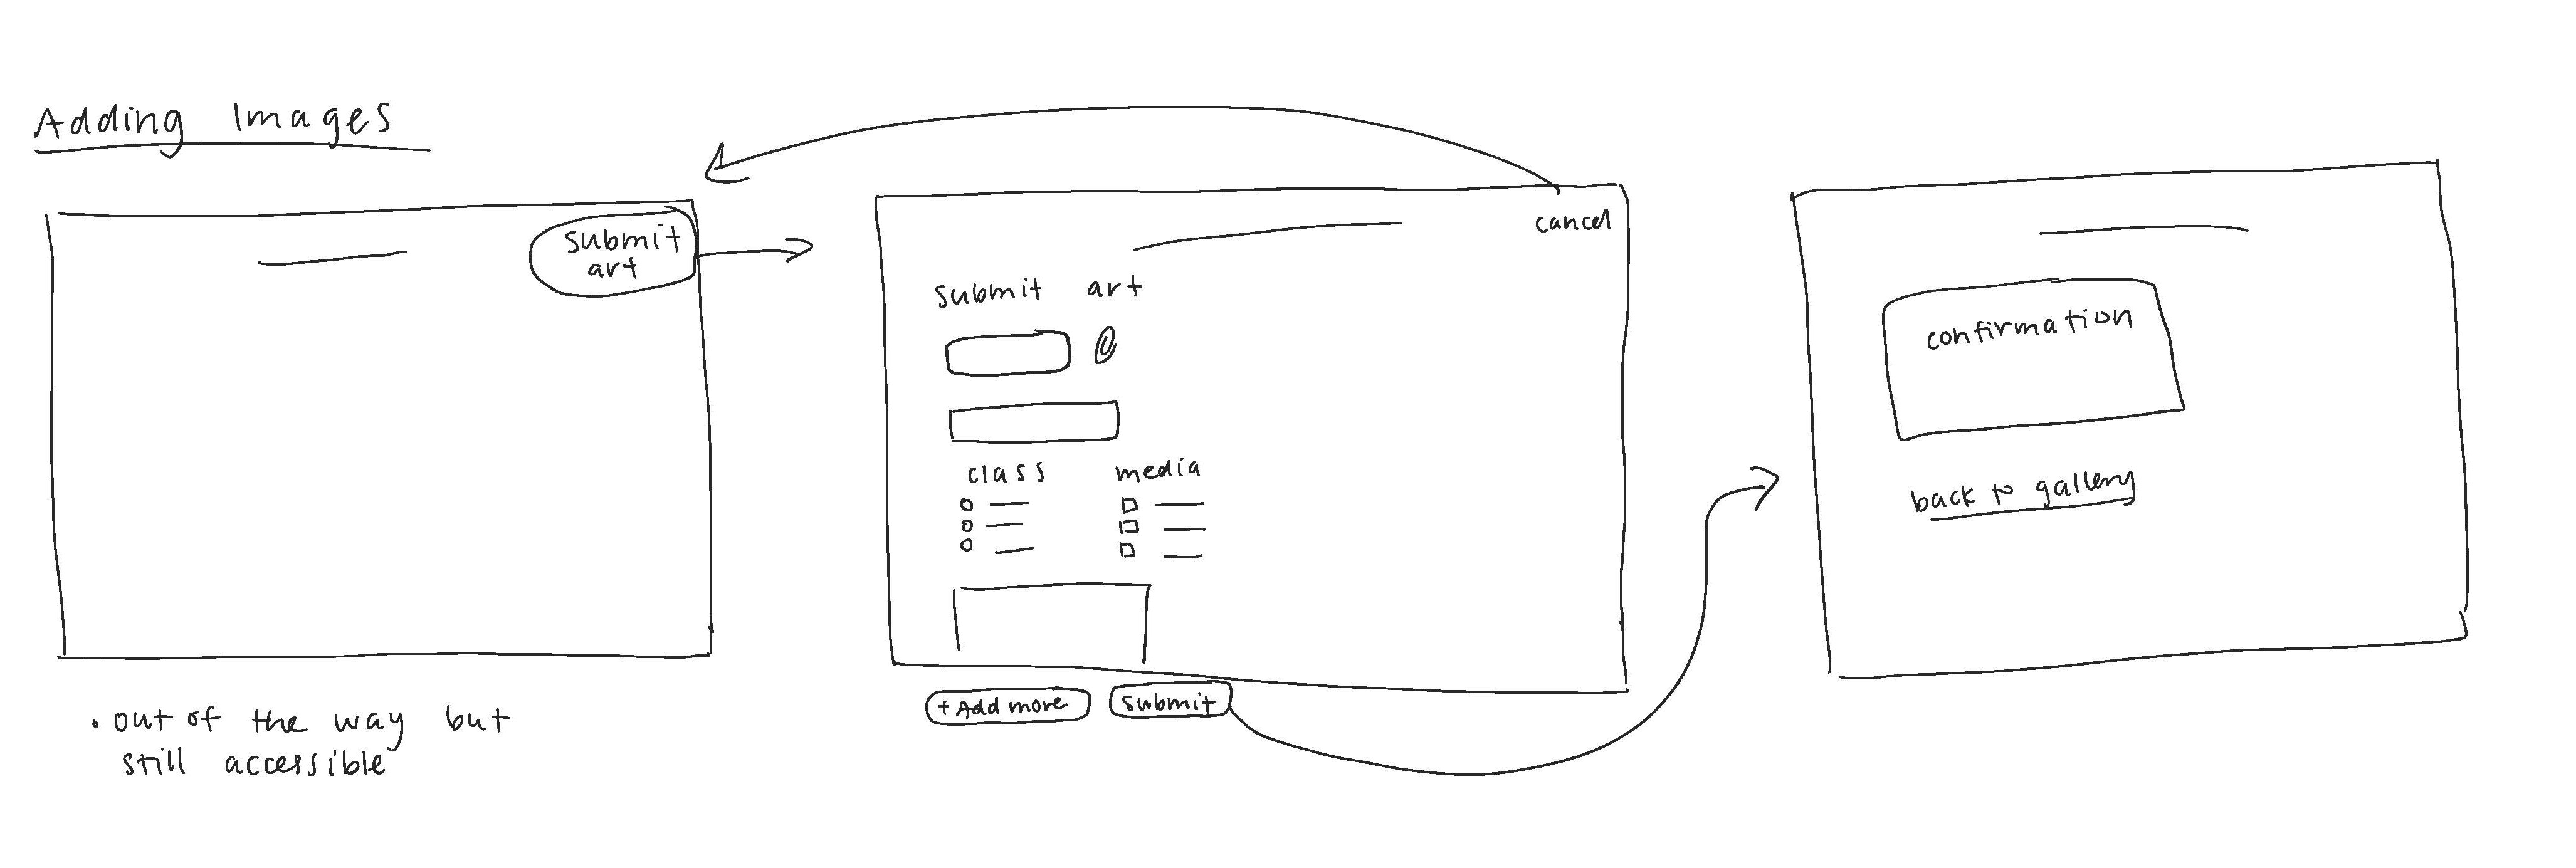 Adding Images
submit
art
• out of the way but
still accessible
cancel
submit art
class media
+ Add more submit
confirmation
back to gallery